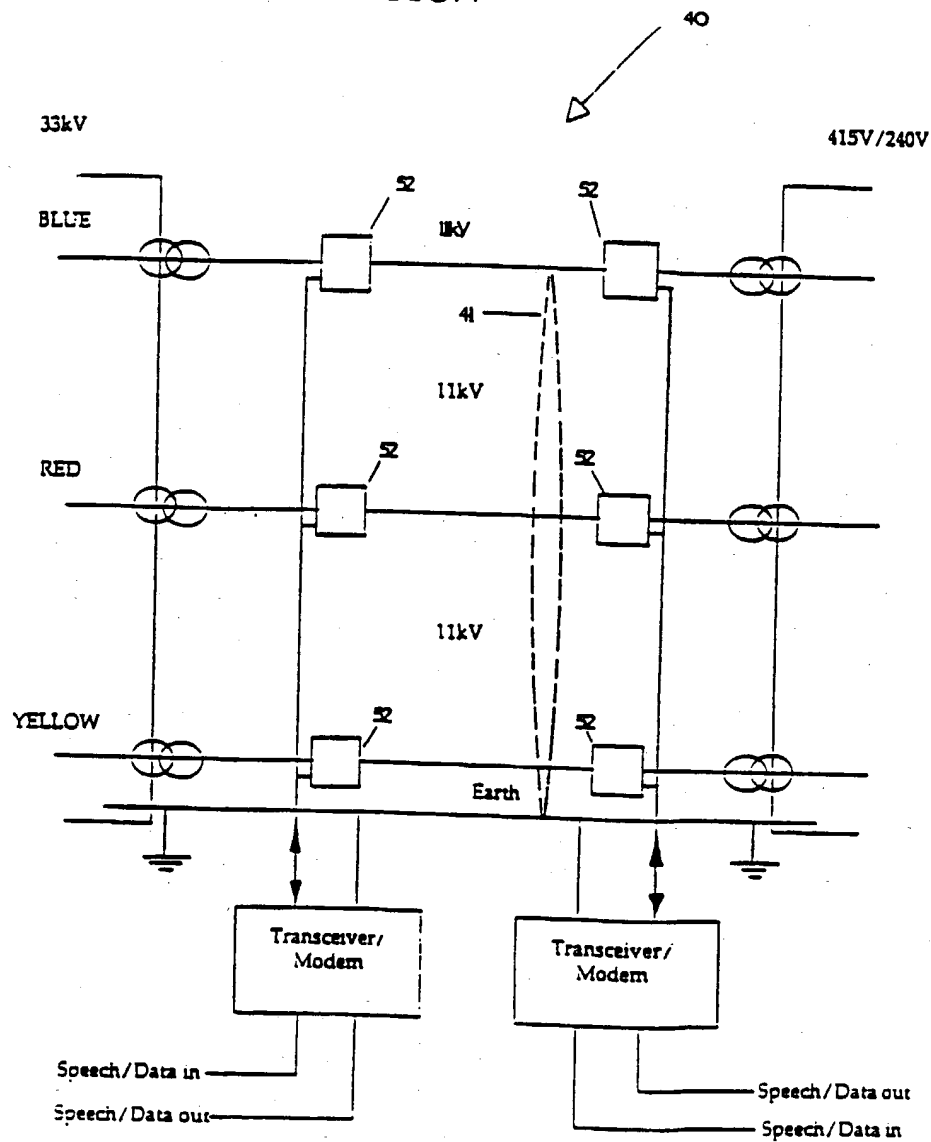 40
33kV
415V/240V
52
52
BLUE
11kV
41
11kV
52
52
RED
11kV
YELLOW
52
52
Earth
Transceiver/
Modem
Transceiver/
Modem
Speech/Data in
Speech/Data out
Speech/Data out
Speech/Data in